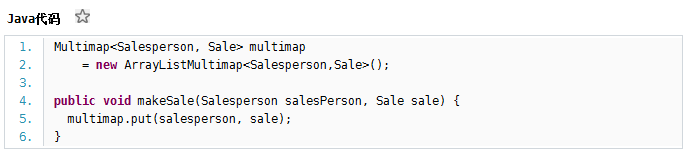 Java代码
1. Multimap<Salesperson, Sale> multimap
2.     = new ArrayListMultimap<Salesperson,Sale>();
3.
4. public void makeSale(Salesperson salesPerson, Sale sale) {
5.   multimap.put(salesperson, sale);
6. }